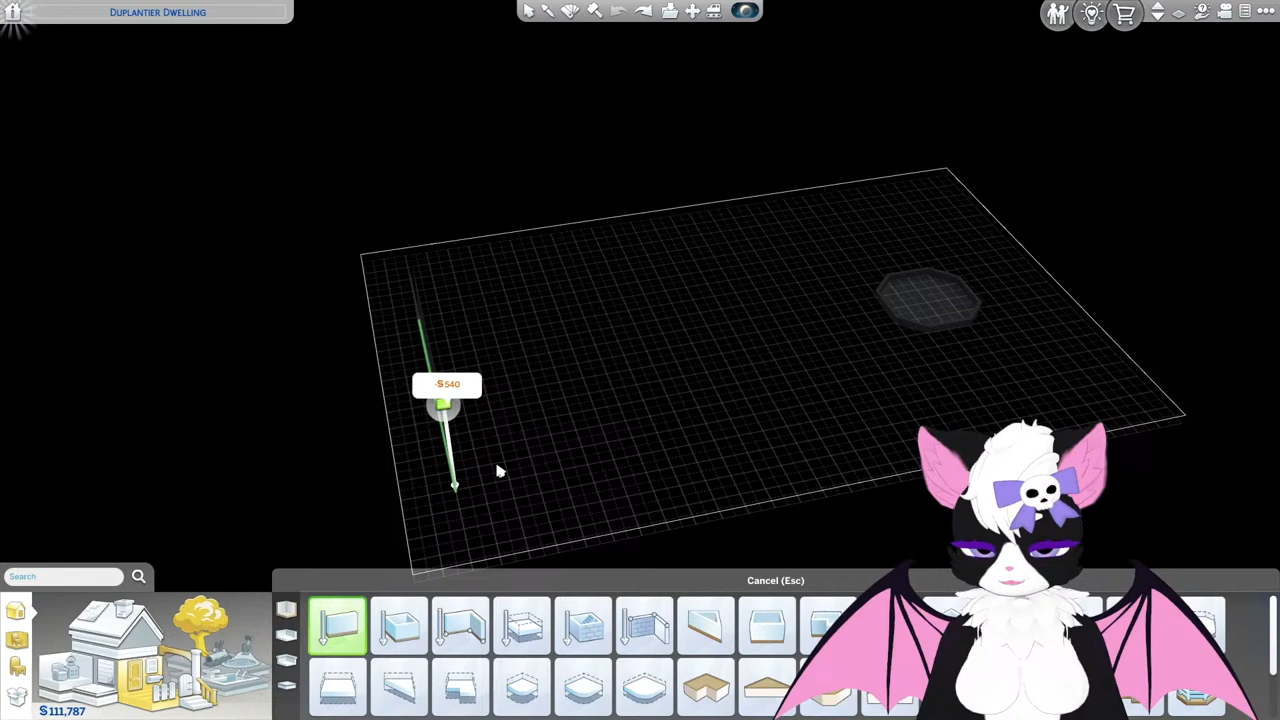 DUPLANTIER DWELLING
-§540
Cancel (Esc)
Search
§111,787